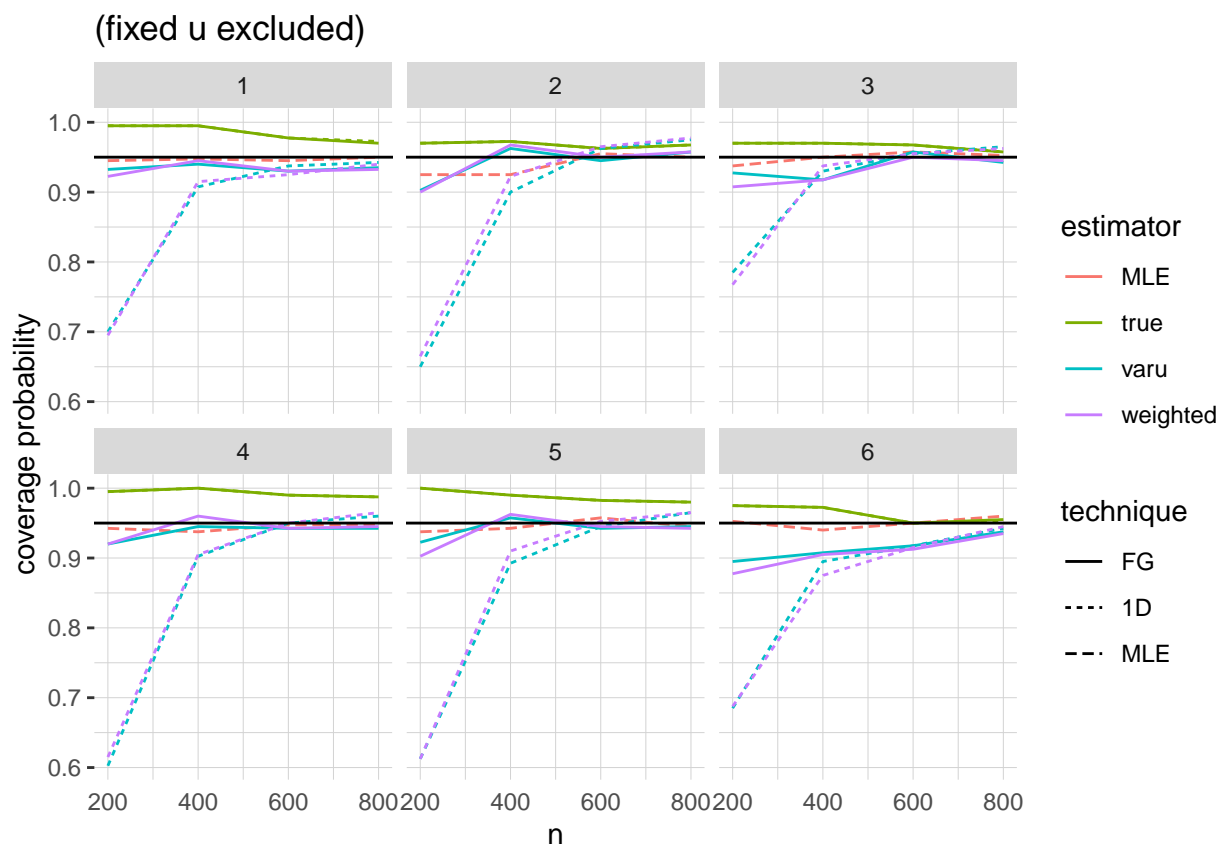 (fixed u excluded)
1
2
3
1.0
0.9
0.8
0.7
0.6
4
5
6
1.0
0.9
0.8
0.7
0.6
200
400
600
800
200
400
600
800
200
400
600
800
n
coverage probability
estimator
MLE
true
varu
weighted
technique
FG
1D
MLE